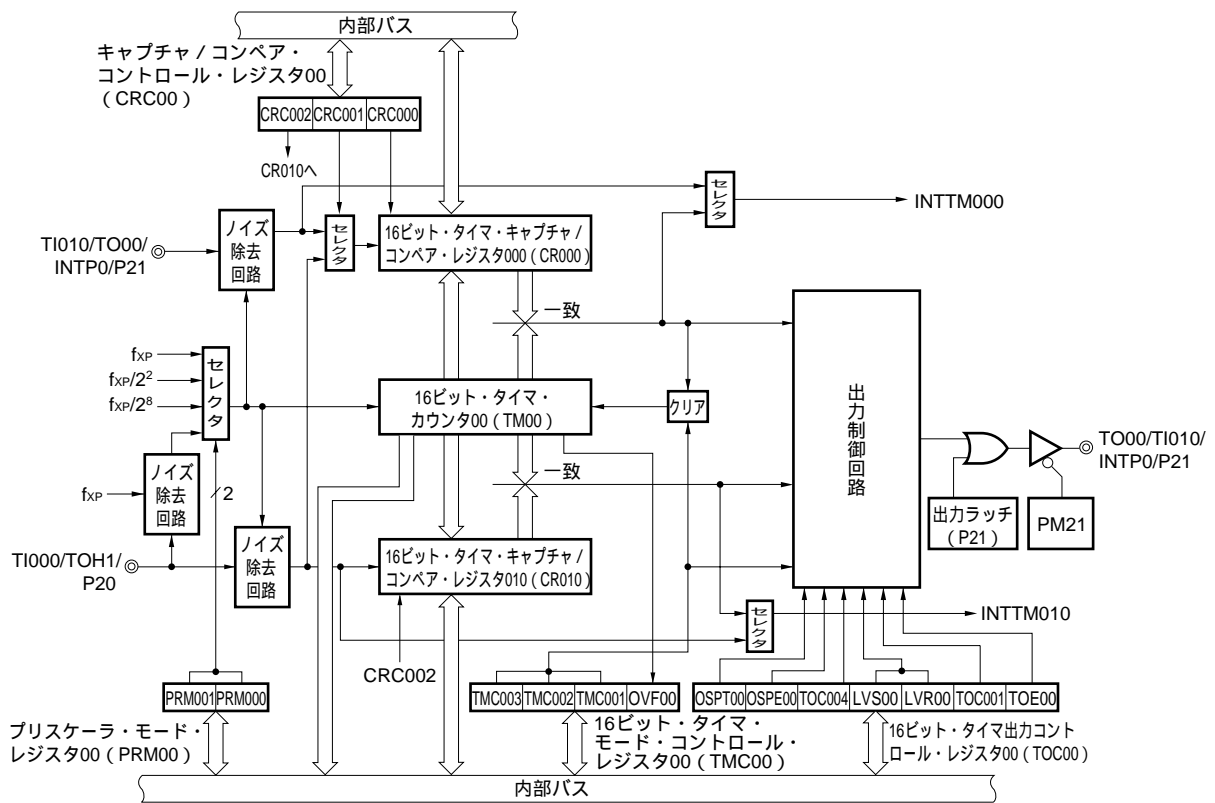 内部バス
キャプチャ / コンペア・
コントロール・レジスタ00
（CRC00）
CRC002 CRC001 CRC000
CR010へ
TI010/TO00/
INTP0/P21
ノイズ
除去
回路
セレクタ
16ビット・タイマ・キャプチャ /
コンペア・レジスタ000（CR000）
セレクタ
INTTM000
一致
fXP
fXP/2²
fXP/2⁸
セレクタ
16ビット・タイマ・
カウンタ00（TM00）
クリア
出力制御回路
TO00/TI010/
INTP0/P21
出力ラッチ
（P21）
PM21
fXP
ノイズ
除去
回路
2
一致
TI000/TOH1/
P20
ノイズ
除去
回路
16ビット・タイマ・キャプチャ /
コンペア・レジスタ010（CR010）
セレクタ
INTTM010
CRC002
PRM001 PRM000
TMC003 TMC002 TMC001 OVF00
OSPT00 OSPE00 TOC004 LVS00 LVR00 TOC001 TOE00
プリスケーラ・モード・
レジスタ00（PRM00）
16ビット・タイマ・
モード・コントロール・
レジスタ00（TMC00）
16ビット・タイマ出力コント
ロール・レジスタ00（TOC00）
内部バス